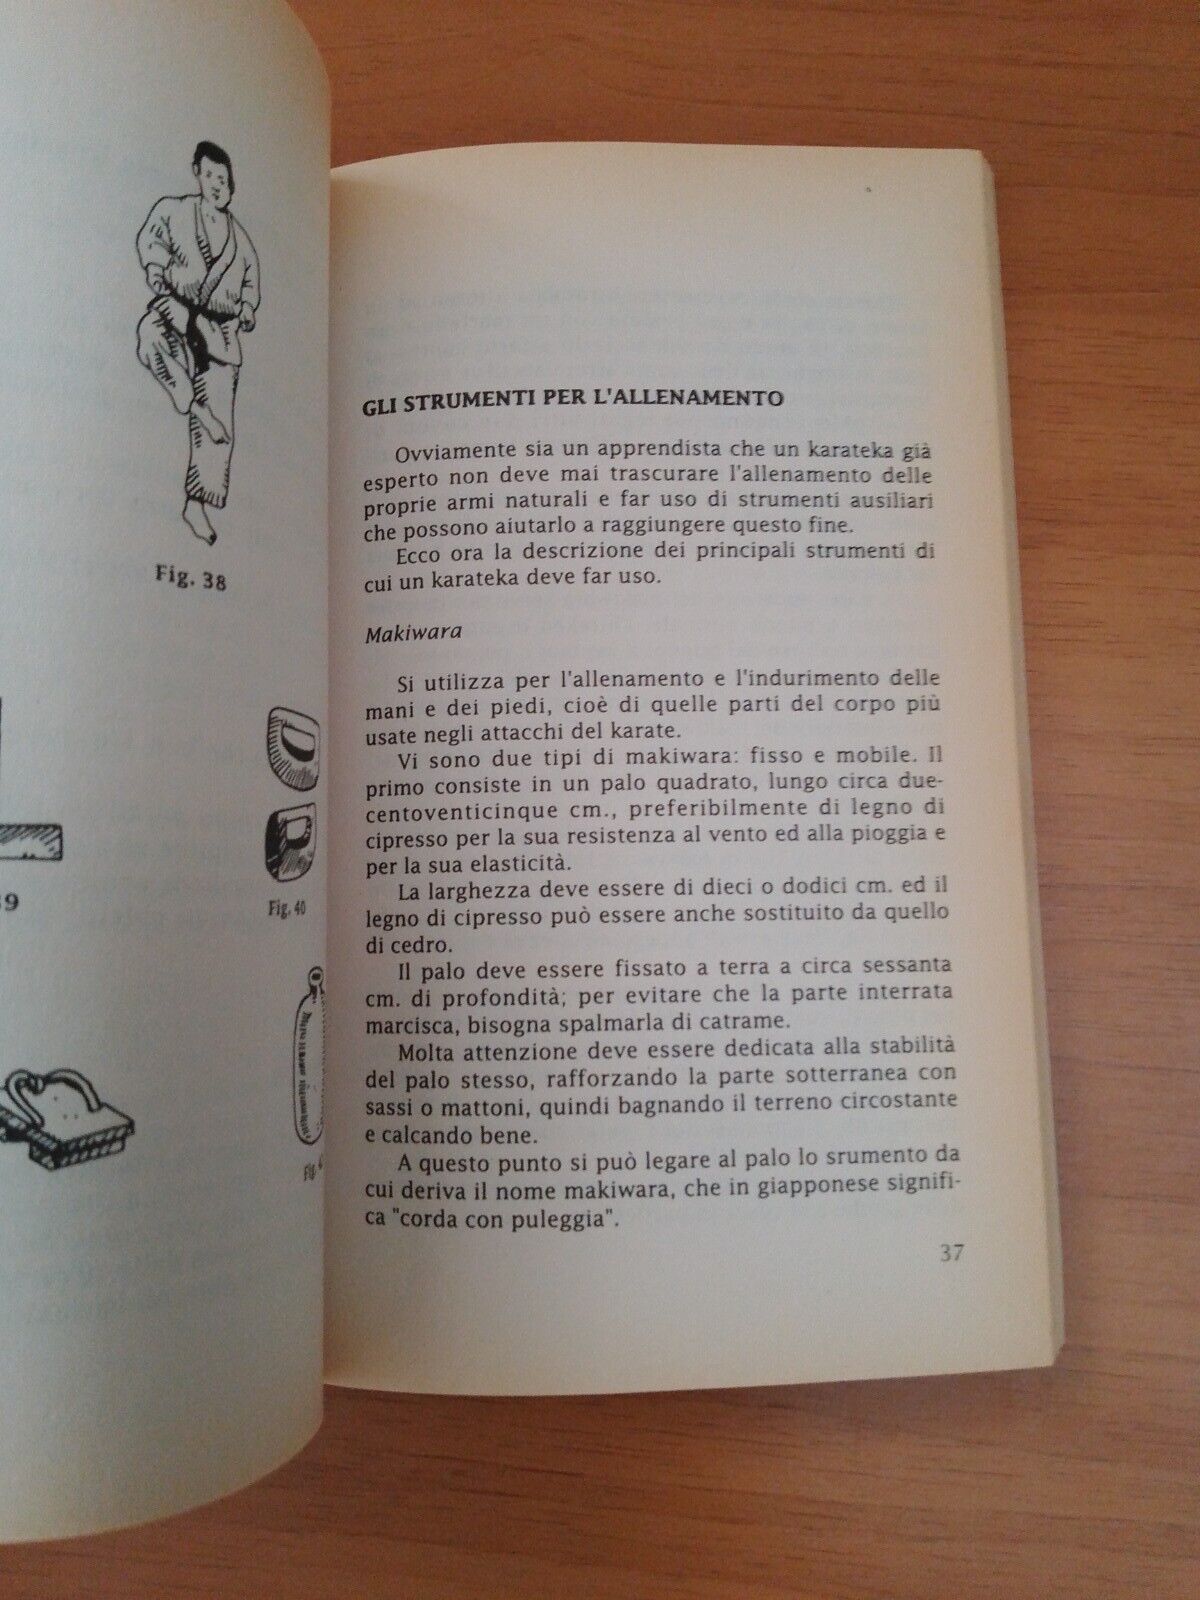 Fig. 38
39
Fig. 40
GLI STRUMENTI PER L'ALLENAMENTO
Ovviamente sia un apprendista che un karateka già
esperto non deve mai trascurare l'allenamento delle
proprie armi naturali e far uso di strumenti ausiliari
che possono aiutarlo a raggiungere questo fine.
Ecco ora la descrizione dei principali strumenti di
cui un karateka deve far uso.
Makiwara
Si utilizza per l'allenamento e l'indurimento delle
mani e dei piedi, cioè di quelle parti del corpo più
usate negli attacchi del karate.
Vi sono due tipi di makiwara: fisso e mobile. Il
primo consiste in un palo quadrato, lungo circa due-
centoventicinque cm., preferibilmente di legno di
cipresso per la sua resistenza al vento ed alla pioggia e
per la sua elasticità.
La larghezza deve essere di dieci o dodici cm. ed il
legno di cipresso può essere anche sostituito da quello
di cedro.
Il palo deve essere fissato a terra a circa sessanta
cm. di profondità; per evitare che la parte interrata
marcisca, bisogna spalmarla di catrame.
Molta attenzione deve essere dedicata alla stabilità
del palo stesso, rafforzando la parte sotterranea con
sassi o mattoni, quindi bagnando il terreno circostante
e calcando bene.
A questo punto si può legare al palo lo srumento da
cui deriva il nome makiwara, che in giapponese signifi-
ca "corda con puleggia".
37